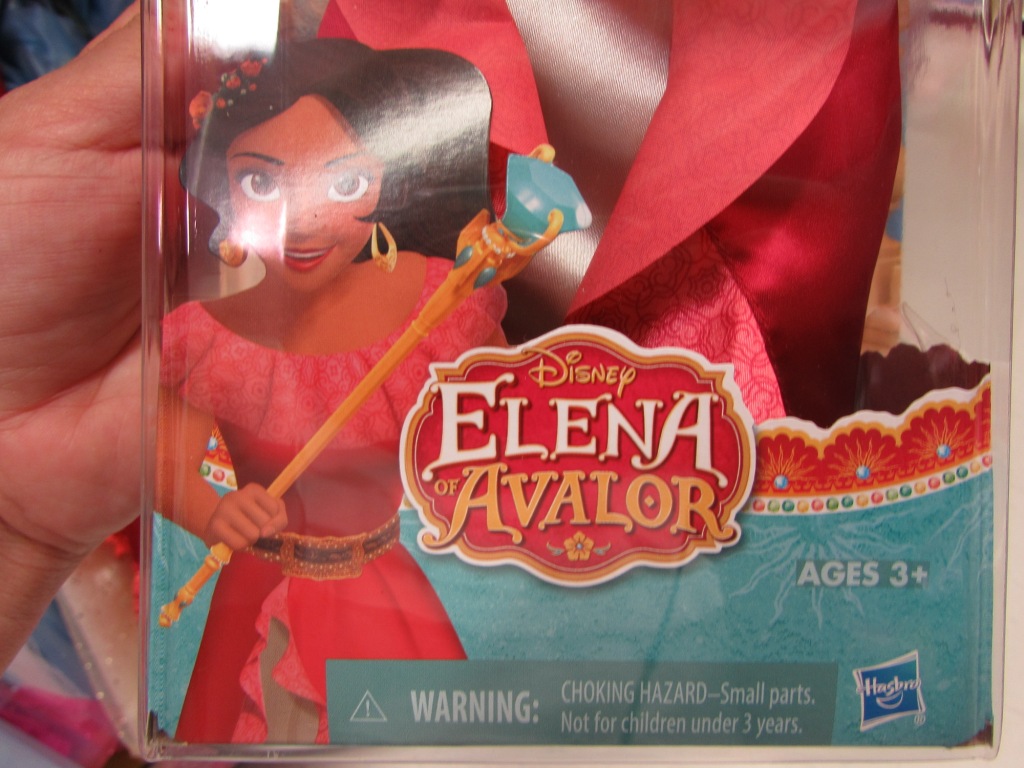 Disney
ELENA
OF AVALOR
AGES 3+
WARNING:
CHOKING HAZARD–Small parts.
Not for children under 3 years.
Hasbro
®